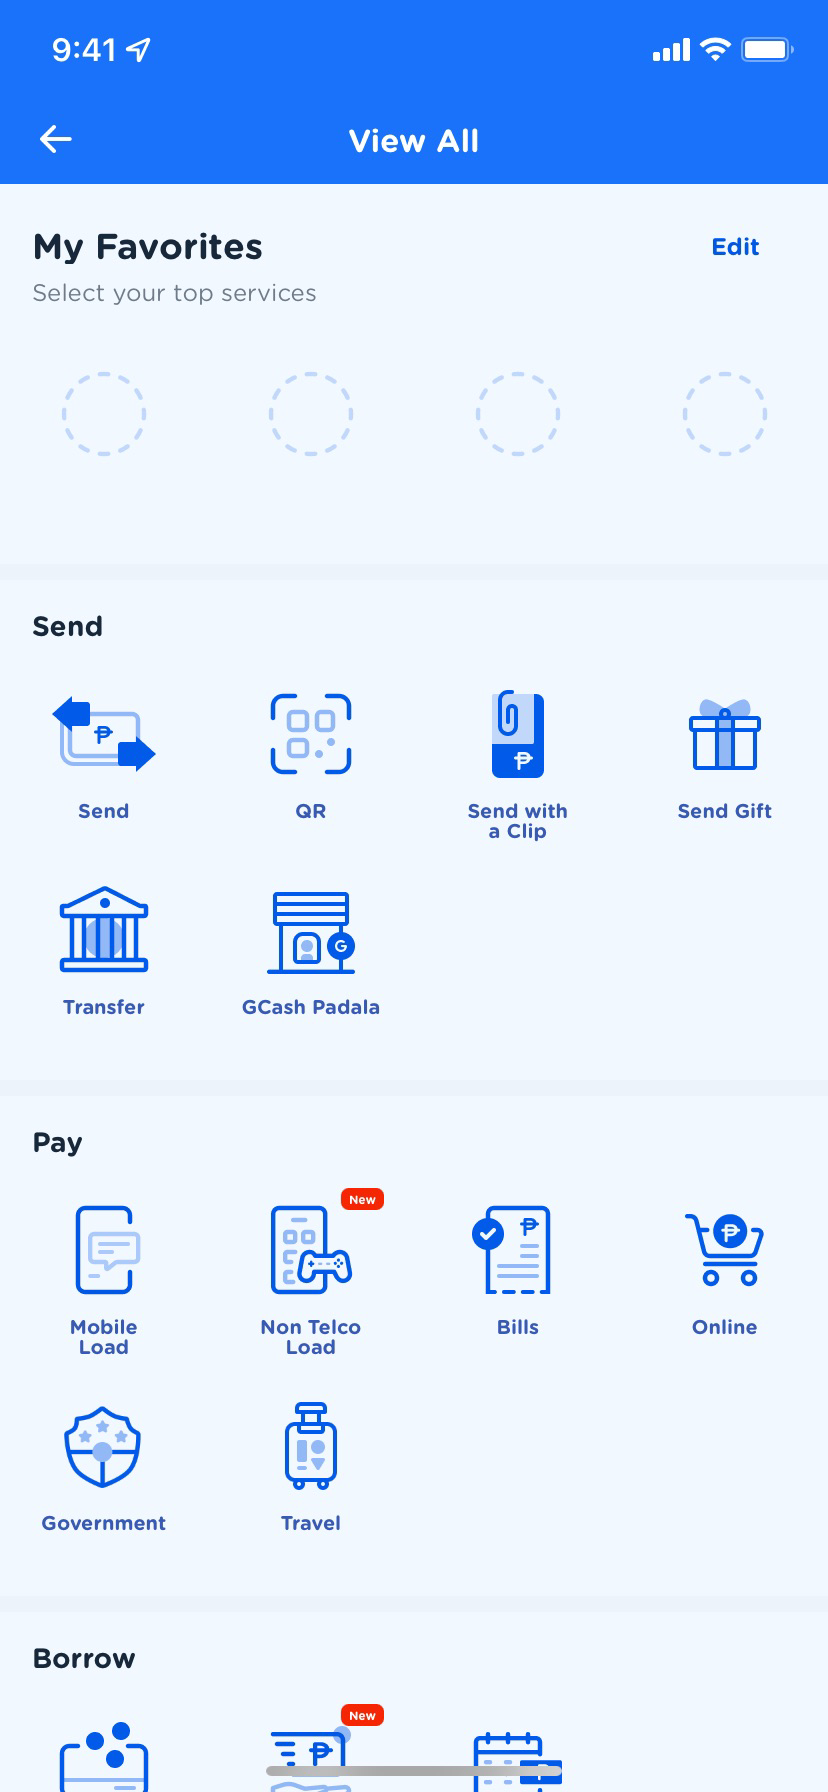 9:41
View All
My Favorites
Edit
Select your top services
Send
₱
₱
Send
QR
Send with
a Clip
Send Gift
G
Transfer
GCash Padala
Pay
New
₱
₱
Mobile
Load
Non Telco
Load
Bills
Online
Government
Travel
Borrow
New
₱